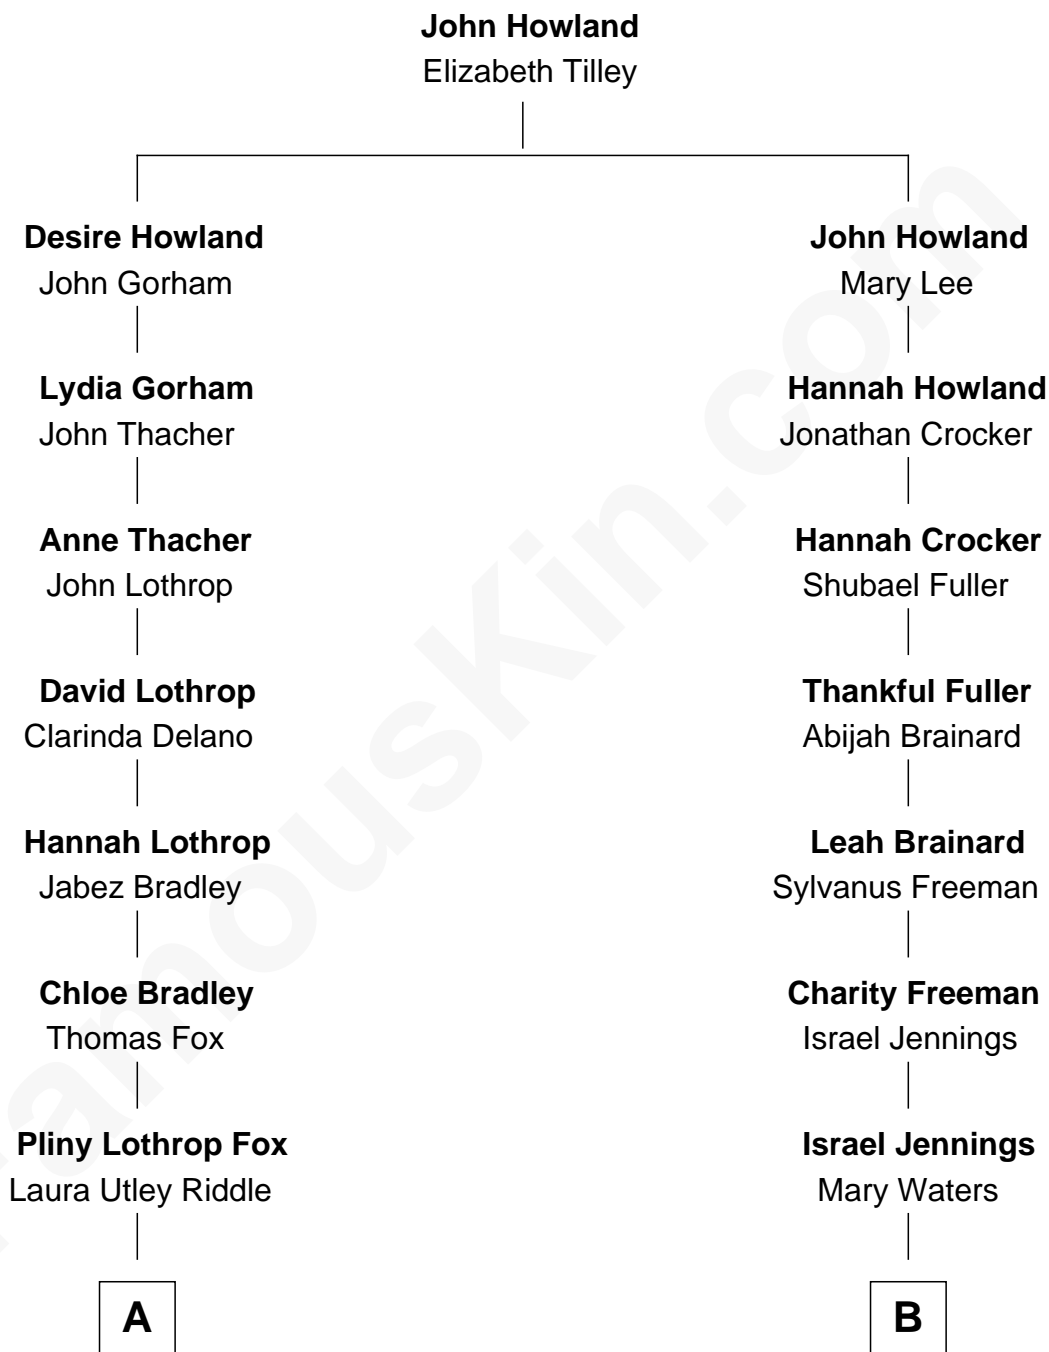 John Howland
Elizabeth Tilley
Desire Howland
John Gorham
John Howland
Mary Lee
Lydia Gorham
John Thacher
Hannah Howland
Jonathan Crocker
Anne Thacher
John Lothrop
Hannah Crocker
Shubael Fuller
David Lothrop
Clarinda Delano
Thankful Fuller
Abijah Brainard
Hannah Lothrop
Jabez Bradley
Leah Brainard
Sylvanus Freeman
Chloe Bradley
Thomas Fox
Charity Freeman
Israel Jennings
Pliny Lothrop Fox
Laura Utley Riddle
Israel Jennings
Mary Waters
A
B
FamousKin.com